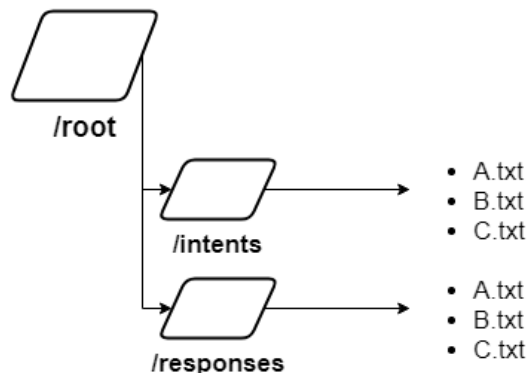 /root
/intents
• A.txt
• B.txt
• C.txt
/responses
• A.txt
• B.txt
• C.txt